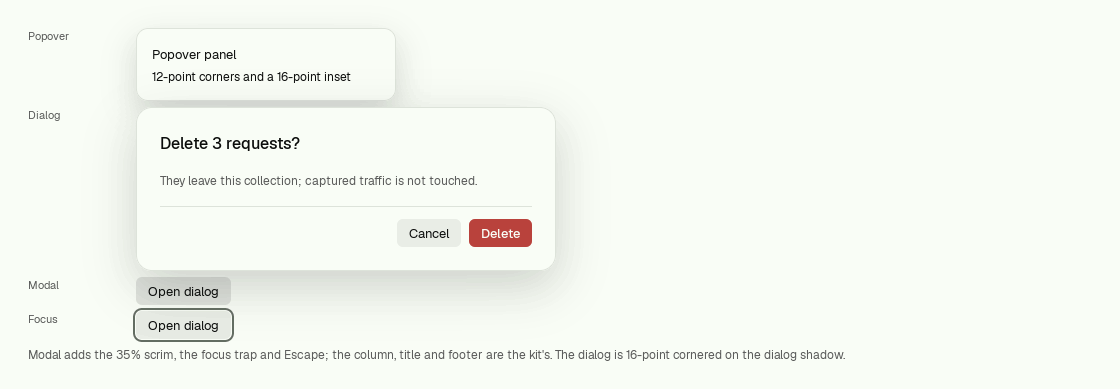 Popover
Popover panel
12-point corners and a 16-point inset
Dialog
Delete 3 requests?
They leave this collection; captured traffic is not touched.
Cancel
Delete
Modal
Open dialog
Focus
Open dialog
Modal adds the 35% scrim, the focus trap and Escape; the column, title and footer are the kit's. The dialog is 16-point cornered on the dialog shadow.